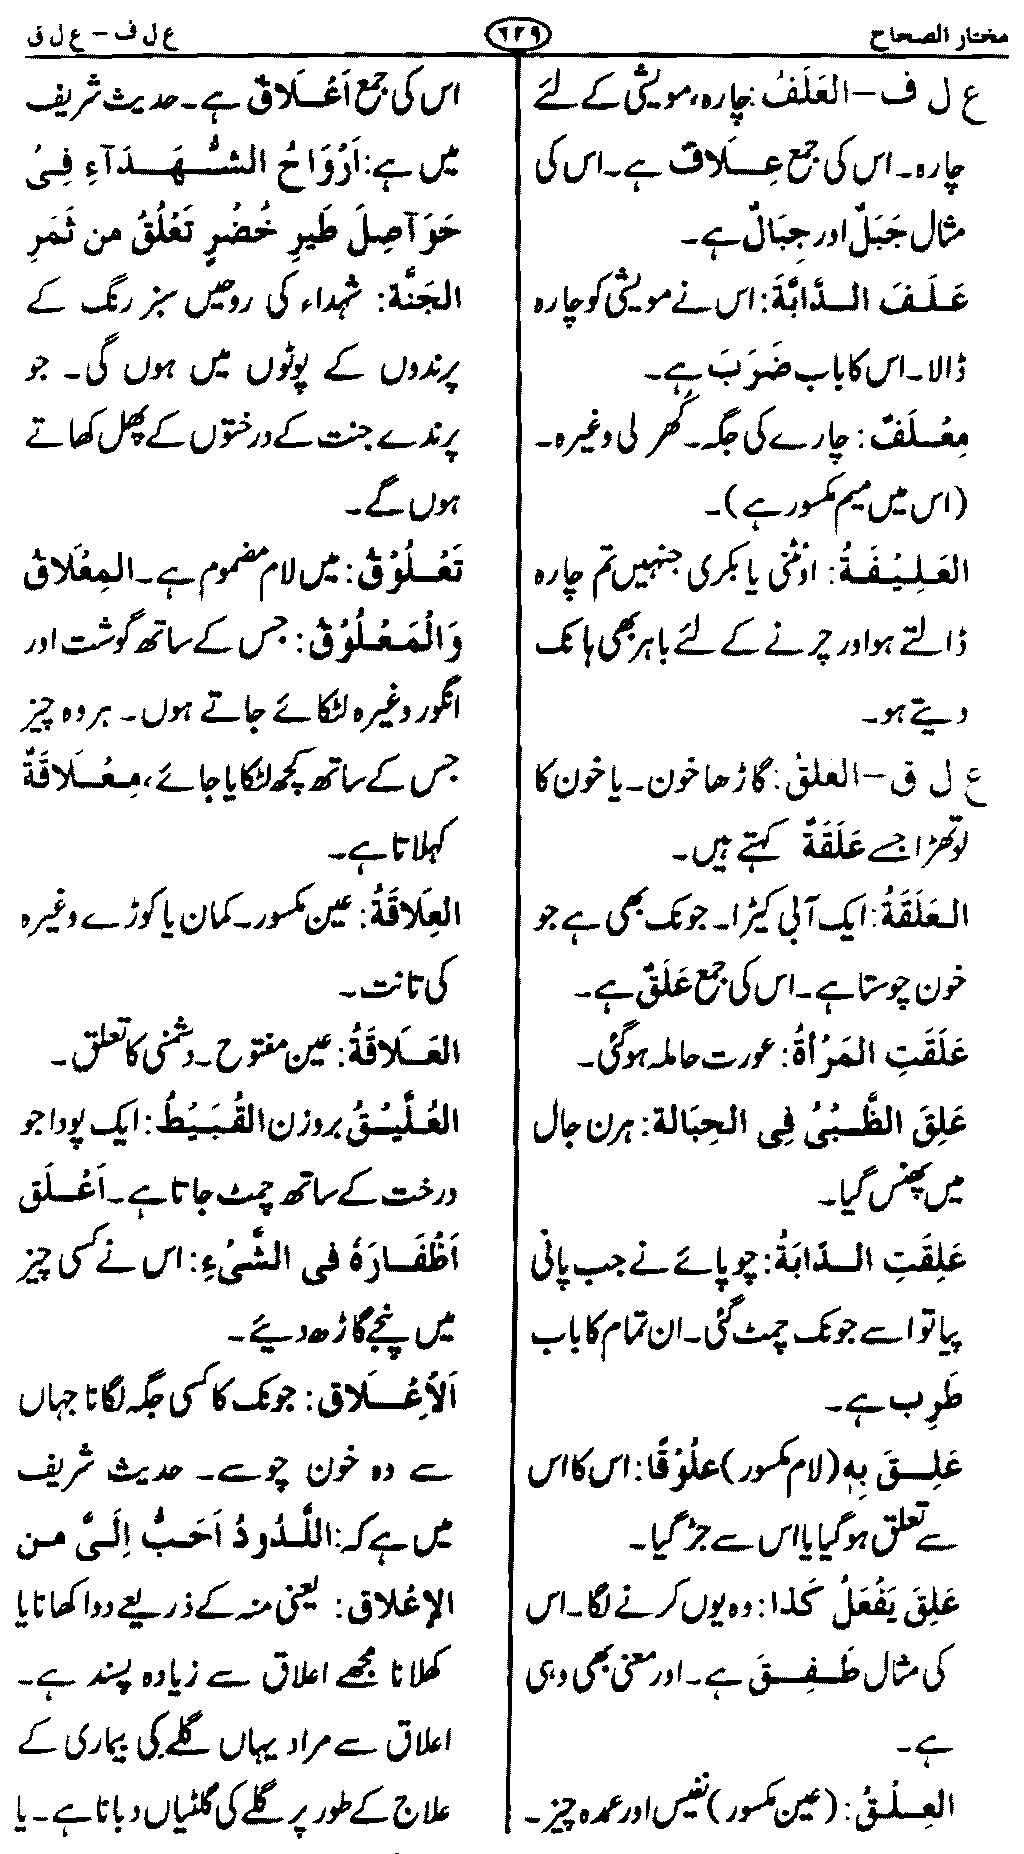 مختار الصحاح
۶۲۹
ع ل ف – ع ل ق
ع ل ف – العَلَفُ: چارہ، مویشی کے لئے
چارہ۔ اس کی جمع عِلَافٌ ہے۔ اس کی
مثال جَبَلٌ اور جِبَالٌ ہے۔
عَلَفَ الدَّابَّةَ: اس نے مویشی کو چارہ
ڈالا۔ اس کا باب ضَرَبَ ہے۔
مِعْلَفٌ: چارے کی جگہ۔ کُھرلی وغیرہ۔
(اس میں میم مکسور ہے)۔
العَلِيْفَةُ: اونٹنی یا بکری جنہیں تم چارہ
ڈالتے ہو اور چرنے کے لئے باہر بھی ہانک
دیتے ہو۔
ع ل ق – العلقُ: گاڑھا خون۔ یا خون کا
لوتھڑا جسے عَلَقَةٌ کہتے ہیں۔
العَلَقَةُ: ایک آبی کیڑا۔ جونک بھی ہے جو
خون چوستا ہے۔ اس کی جمع عَلَقٌ ہے۔
عَلَقَتِ المَرْأةُ: عورت حاملہ ہوگئی۔
عَلِقَ الظَّبْيُ فِي الحِبَالة: ہرن جال
میں پھنس گیا۔
عَلِقَتِ الدَّابَةُ: چوپائے نے جب پانی
پیا تو اسے جونک چمٹ گئی۔ ان تمام کا باب
طَرِب ہے۔
عَلِقَ بِهٖ (لام مکسور) علُوْقًا: اس کا اس
سے تعلق ہوگیا یا اس سے جڑ گیا۔
عَلِقَ يَفْعَلُ كَذا: وہ یوں کرنے لگا۔ اس
کی مثال طَفِقَ ہے۔ اور معنی بھی وہی
ہے۔
العِلْقُ: (عین مکسور) نفیس اور عمدہ چیز۔
اس کی جمع اَعْلَاقٌ ہے۔ حدیث شریف
میں ہے: اَرْوَاحُ الشُّهَدَآءِ فِيْ
حَوَآصِلَ طَيرِ خُضْرٍ تَعْلُقُ من ثَمَرِ
الجَنَّة: شہداء کی روحیں سبز رنگ کے
پرندوں کے پوٹوں میں ہوں گی۔ جو
پرندے جنت کے درختوں کے پھل کھاتے
ہوں گے۔
تَعْلُوْقُ: میں لام مضموم ہے۔ المِعْلَاقُ
وَالْمَعْلُوْقُ: جس کے ساتھ گوشت اور
انگور وغیرہ لٹکائے جاتے ہوں۔ ہر وہ چیز
جس کے ساتھ کچھ لٹکایا جائے، مِعْلَاقَةٌ
کہلاتا ہے۔
العِلَاقَةُ: عین مکسور۔ کمان یا کوڑے وغیرہ
کی تانت۔
العَلَاقَةُ: عین مفتوح۔ دشمنی کا تعلق۔
العُلَّيْقُ بروزن القُبَيْطُ: ایک پودا جو
درخت کے ساتھ چمٹ جاتا ہے۔ اَعْلَق
اَظْفَارَهٗ فی الشَّيْءِ: اس نے کسی چیز
میں پنجے گاڑھ دیئے۔
اَلْاِعْلَاق: جونک کا کسی جگہ لگانا جہاں
سے وہ خون چوسے۔ حدیث شریف
میں ہے کہ: اللَّدُودُ اَحَبُّ اِلَيَّ من
الإعْلاق: یعنی منہ کے ذریعے دوا کھانا یا
کھلانا مجھے اعلاق سے زیادہ پسند ہے۔
اعلاق سے مراد یہاں گلے کی بیماری کے
علاج کے طور پر گلے کی گلٹیاں دبانا ہے۔ یا